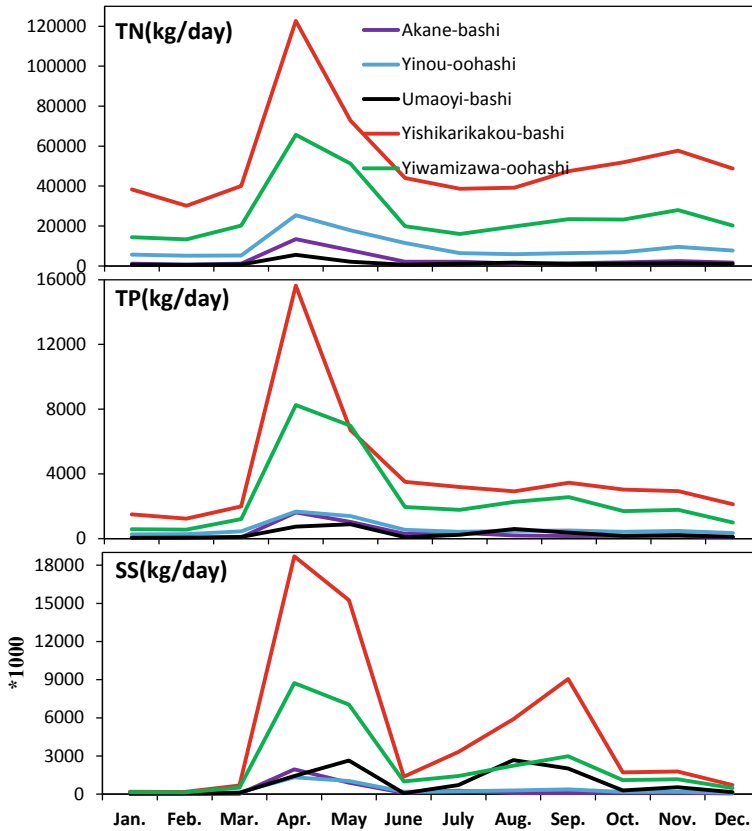 TN(kg/day)
120000
100000
80000
60000
40000
20000
0
Akane-bashi
Yinou-oohashi
Umaoyi-bashi
Yishikarikakou-bashi
Yiwamizawa-oohashi
TP(kg/day)
16000
12000
8000
4000
0
SS(kg/day)
*1000
18000
15000
12000
9000
6000
3000
0
Jan. Feb. Mar. Apr. May June July Aug. Sep. Oct. Nov. Dec.